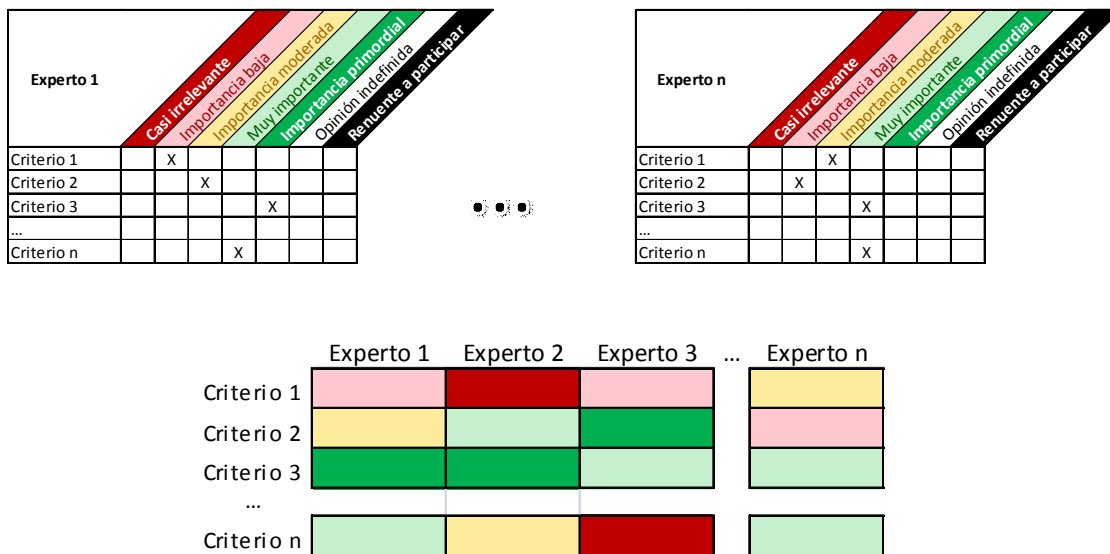 Experto 1
Casi irrelevante
Importancia baja
Importancia moderada
Muy importante
Importancia primordial
Opinión indefinida
Renuente a participar
Criterio 1 X
Criterio 2 X
Criterio 3 X
...
Criterio n X
...
Experto n
Casi irrelevante
Importancia baja
Importancia moderada
Muy importante
Importancia primordial
Opinión indefinida
Renuente a participar
Criterio 1 X
Criterio 2 X
Criterio 3 X
...
Criterio n X
Experto 1 Experto 2 Experto 3 ... Experto n
Criterio 1
Criterio 2
Criterio 3
...
Criterio n